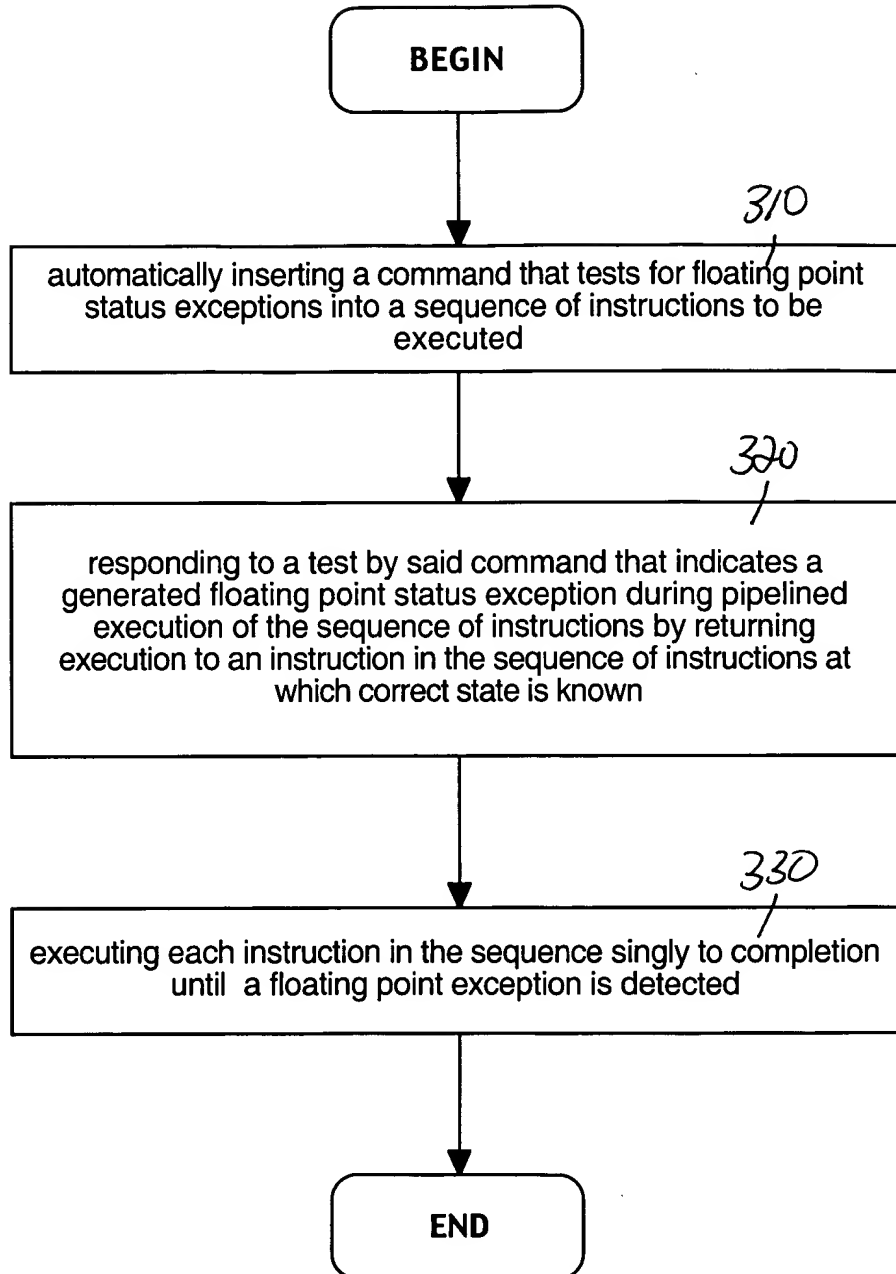 BEGIN
310
automatically inserting a command that tests for floating point
status exceptions into a sequence of instructions to be
executed
320
responding to a test by said command that indicates a
generated floating point status exception during pipelined
execution of the sequence of instructions by returning
execution to an instruction in the sequence of instructions at
which correct state is known
330
executing each instruction in the sequence singly to completion
until a floating point exception is detected
END